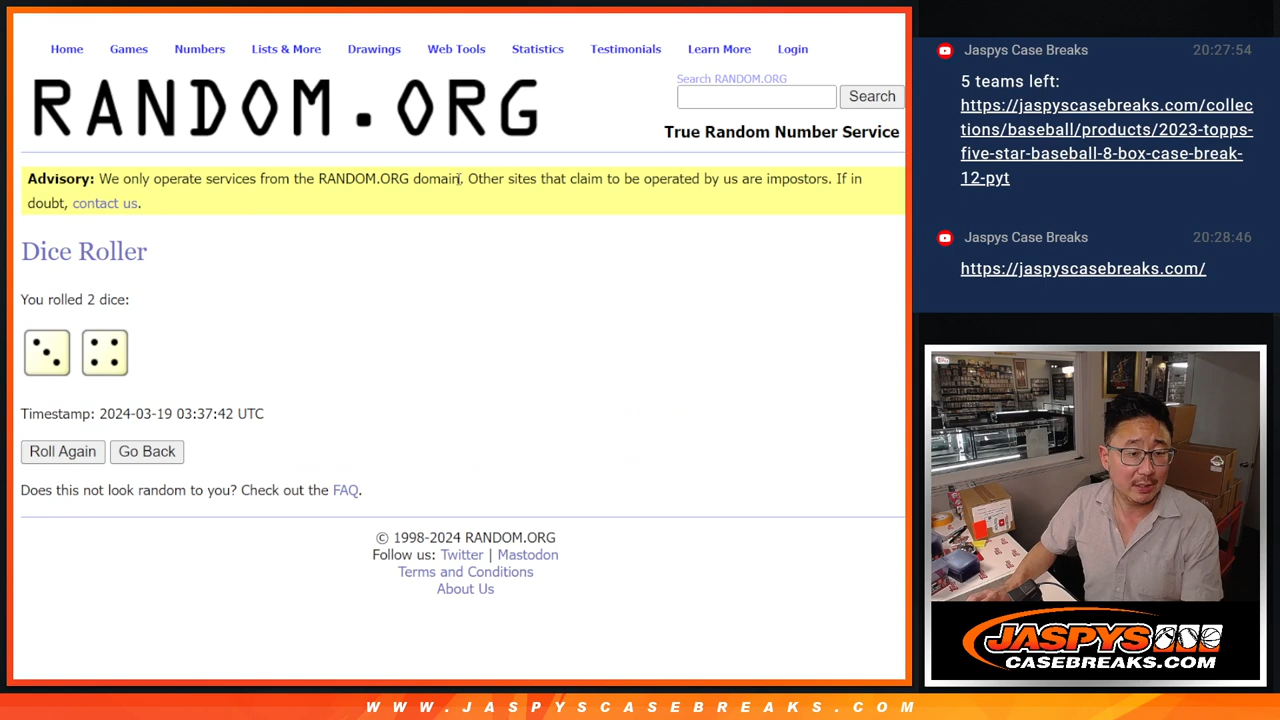 Home Games Numbers Lists & More Drawings Web Tools Statistics Testimonials Learn More Login
RANDOM.ORG
Search RANDOM.ORG
Search
True Random Number Service
Advisory: We only operate services from the RANDOM.ORG domain. Other sites that claim to be operated by us are impostors. If in
doubt, contact us.
Dice Roller
You rolled 2 dice:
Timestamp: 2024-03-19 03:37:42 UTC
Roll Again Go Back
Does this not look random to you? Check out the FAQ.
© 1998-2024 RANDOM.ORG
Follow us: Twitter | Mastodon
Terms and Conditions
About Us
Jaspys Case Breaks 20:27:54
5 teams left:
https://jaspyscasebreaks.com/collec
tions/baseball/products/2023-topps-
five-star-baseball-8-box-case-break-
12-pyt
Jaspys Case Breaks 20:28:46
https://jaspyscasebreaks.com/
JASPYS
CASEBREAKS.COM
WWW.JASPYSCASEBREAKS.COM